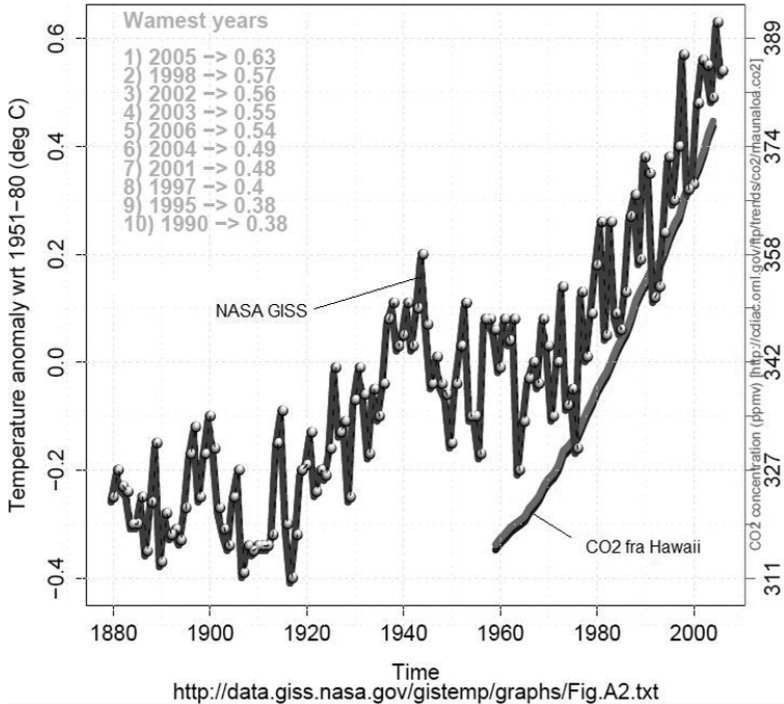 Wamest years
1) 2005 −> 0.63
2) 1998 −> 0.57
3) 2002 −> 0.56
4) 2003 −> 0.55
5) 2006 −> 0.54
6) 2004 −> 0.49
7) 2001 −> 0.48
8) 1997 −> 0.4
9) 1995 −> 0.38
10) 1990 −> 0.38
Temperature anomaly wrt 1951−80 (deg C)
0.6
0.4
0.2
0.0
−0.2
−0.4
NASA GISS
CO2 fra Hawaii
389
374
358
342
327
311
CO2 concentration (ppmv) [http://cdiac.ornl.gov/ftp/trends/co2/maunaloa.co2]
1880 1900 1920 1940 1960 1980 2000
Time
http://data.giss.nasa.gov/gistemp/graphs/Fig.A2.txt